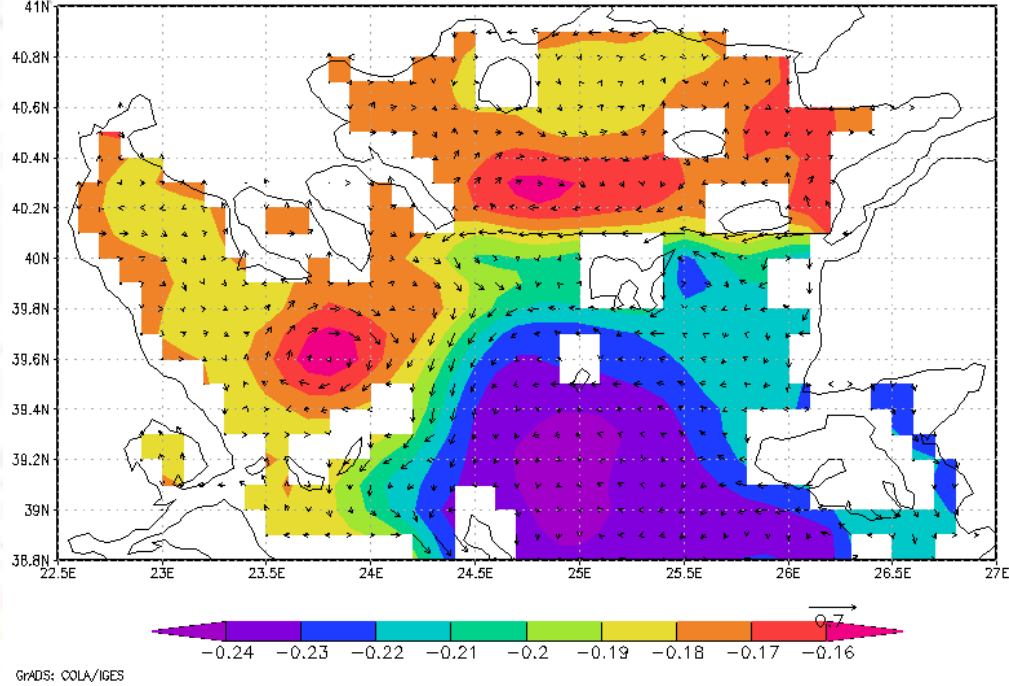 41N
40.8N
40.6N
40.4N
40.2N
40N
39.8N
39.6N
39.4N
39.2N
39N
38.8N
22.5E 23E 23.5E 24E 24.5E 25E 25.5E 26E 26.5E 27E
0.7
−0.24 −0.23 −0.22 −0.21 −0.2 −0.19 −0.18 −0.17 −0.16
GrADS: COLA/IGES